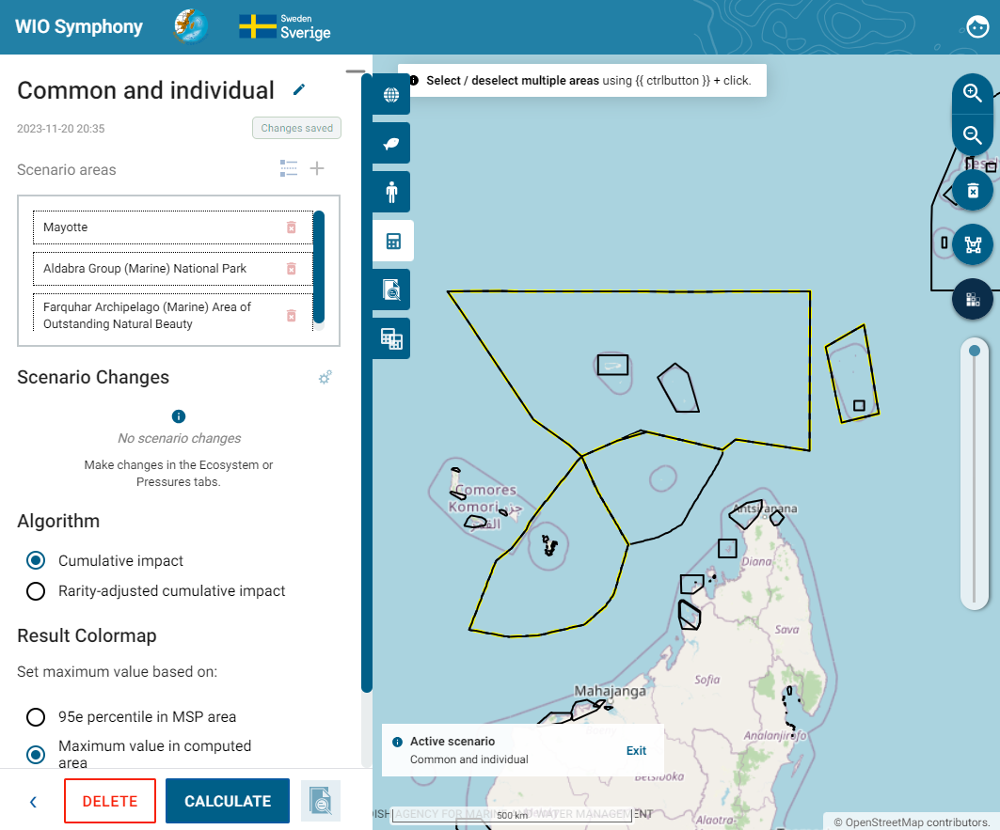 WIO Symphony
Sweden
Sverige
Common and individual
2023-11-20 20:35
Changes saved
Scenario areas
Mayotte
Aldabra Group (Marine) National Park
Farquhar Archipelago (Marine) Area of
Outstanding Natural Beauty
Scenario Changes
No scenario changes
Make changes in the Ecosystem or
Pressures tabs.
Algorithm
Cumulative impact
Rarity-adjusted cumulative impact
Result Colormap
Set maximum value based on:
95e percentile in MSP area
Maximum value in computed
area
DELETE
CALCULATE
Select / deselect multiple areas using {{ ctrlbutton }} + click.
Comores
Komori
جزر
القمر
Antsiranana
Diana
Sava
Sofia
Mahajanga
Analanjirofo
Betsiboka
Alaotra-
Active scenario
Common and individual
Exit
AGENCY FOR MARINE AND WATER MANAGEMENT
500 km
© OpenStreetMap contributors.